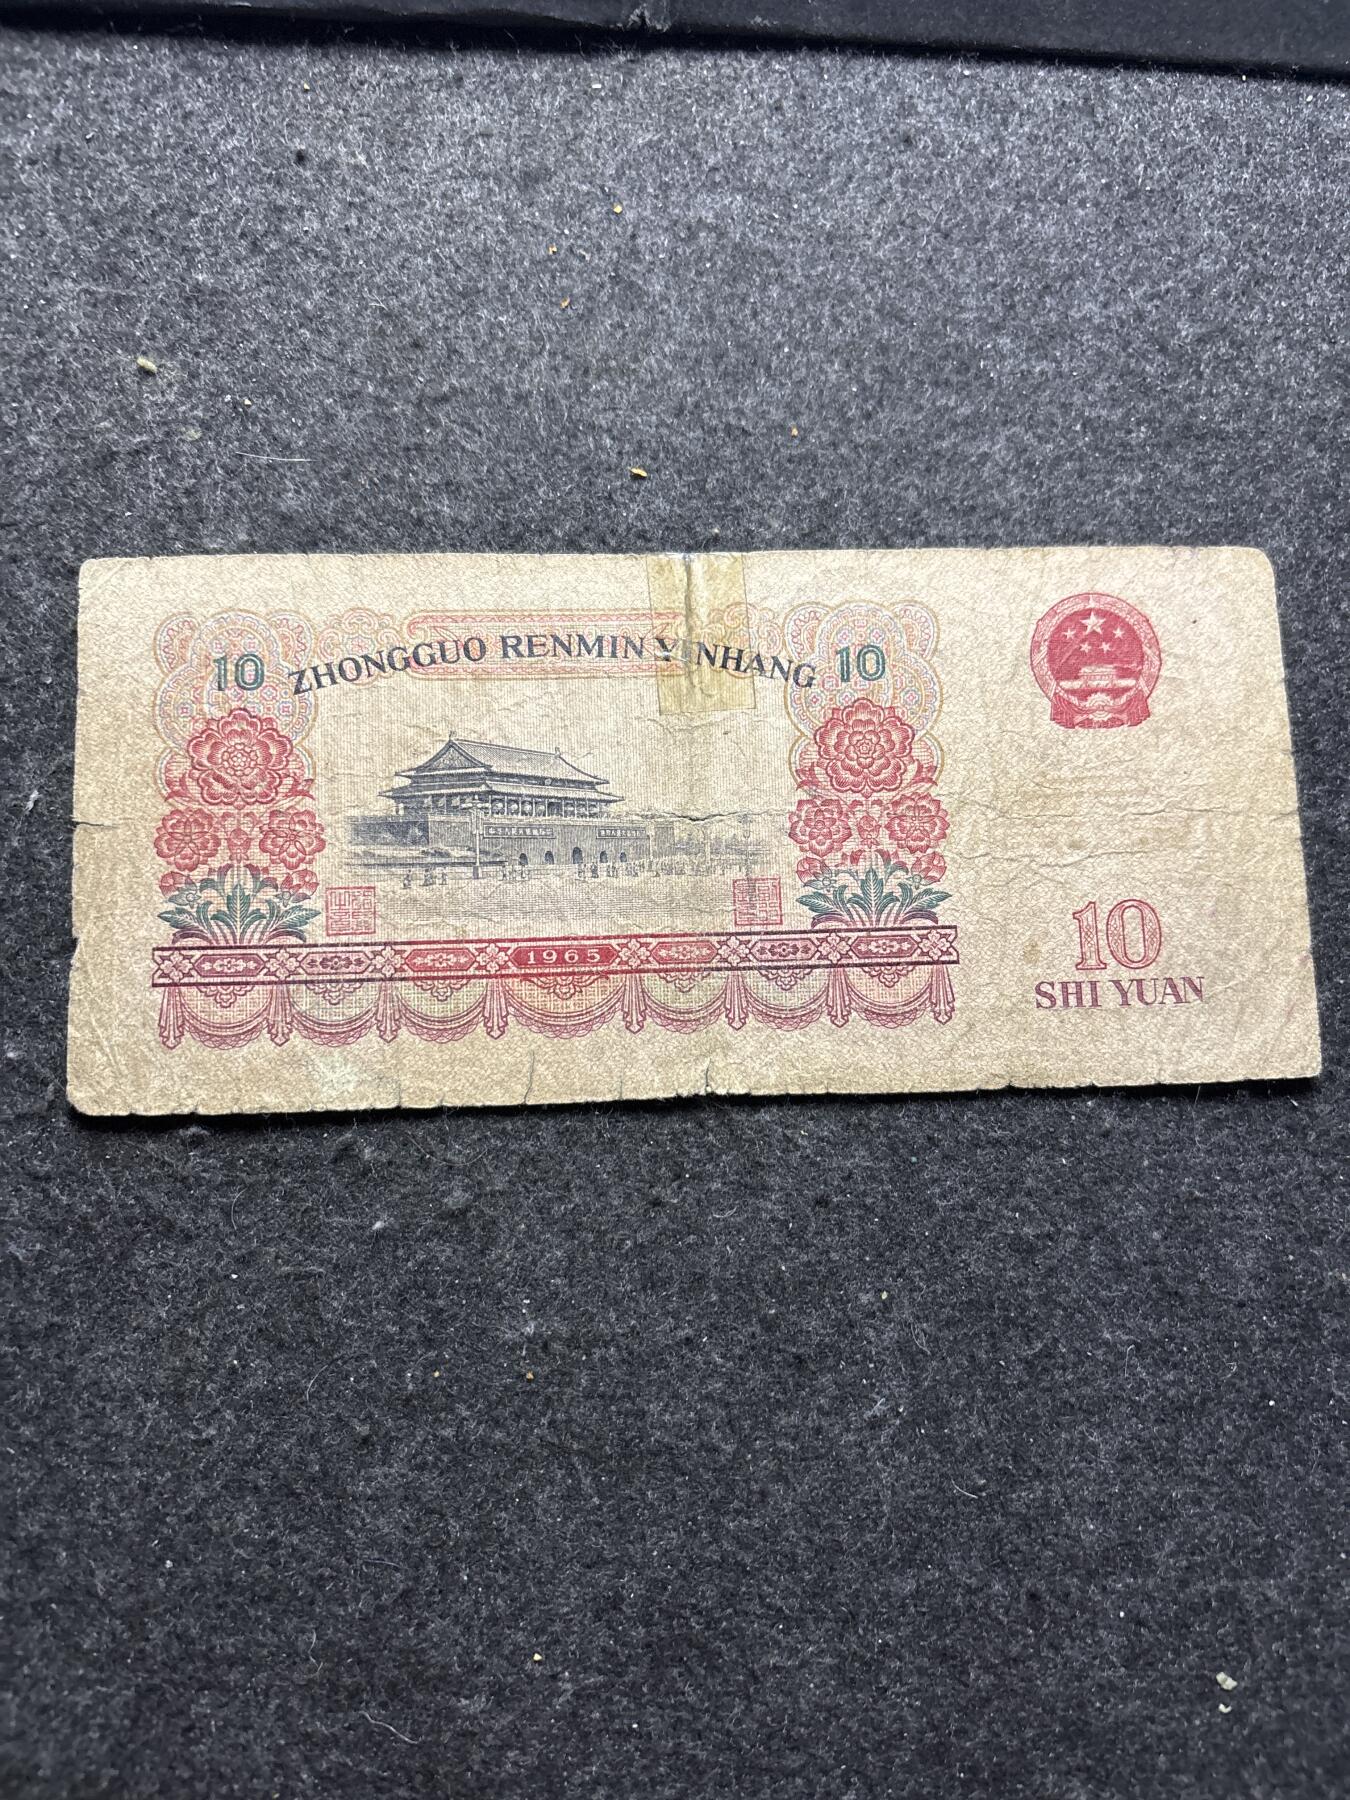 10 ZHONGGUO RENMIN YINHANG 10
1965
10
SHI YUAN